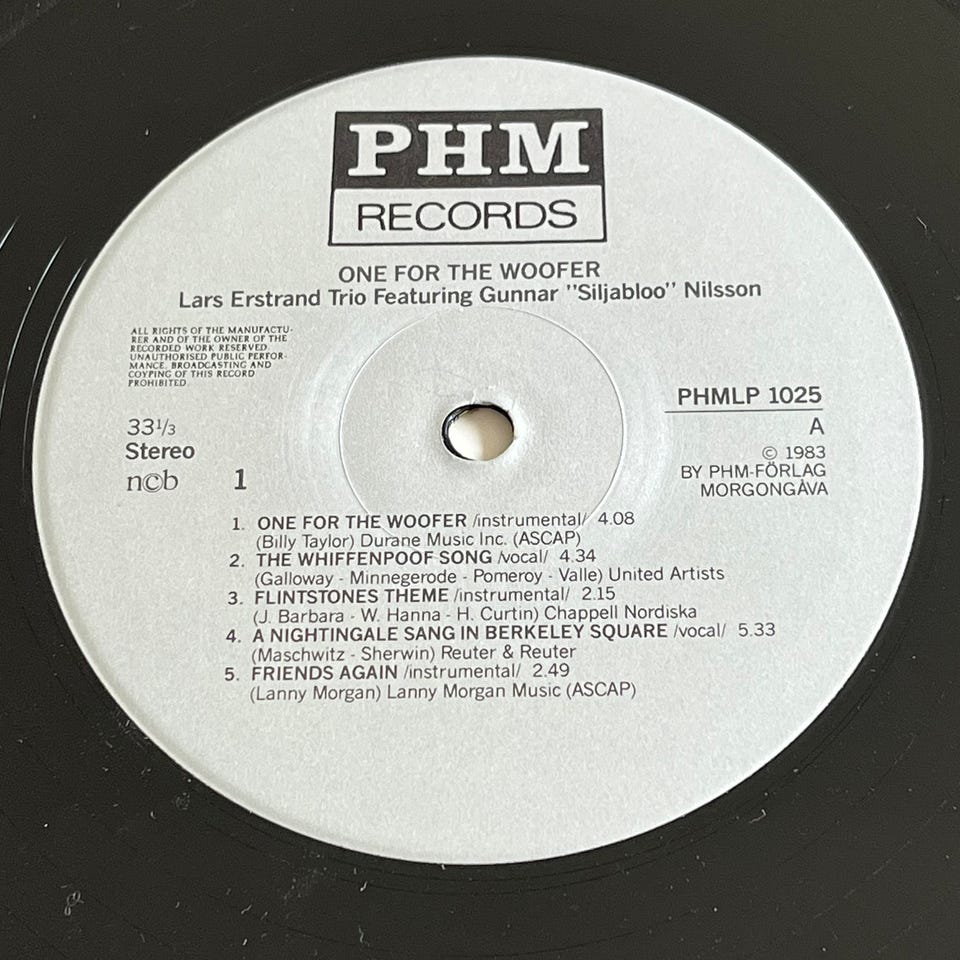 PHM
RECORDS
ONE FOR THE WOOFER
Lars Erstrand Trio Featuring Gunnar "Siljabloo" Nilsson
ALL RIGHTS OF THE MANUFACTU-
RER AND OF THE OWNER OF THE
RECORDED WORK RESERVED
UNAUTHORISED PUBLIC PERFOR-
MANCE, BROADCASTING AND
COYPING OF THIS RECORD
PROHIBITED
33 1/3
Stereo
n©b 1
PHMLP 1025
A
© 1983
BY PHM-FÖRLAG
MORGONGÅVA
1. ONE FOR THE WOOFER /instrumental/ 4.08
(Billy Taylor) Durane Music Inc. (ASCAP)
2. THE WHIFFENPOOF SONG /vocal/ 4.34
(Galloway - Minnegerode - Pomeroy - Valle) United Artists
3. FLINTSTONES THEME /instrumental/ 2.15
(J. Barbara - W. Hanna - H. Curtin) Chappell Nordiska
4. A NIGHTINGALE SANG IN BERKELEY SQUARE /vocal/ 5.33
(Maschwitz - Sherwin) Reuter & Reuter
5. FRIENDS AGAIN /instrumental/ 2.49
(Lanny Morgan) Lanny Morgan Music (ASCAP)